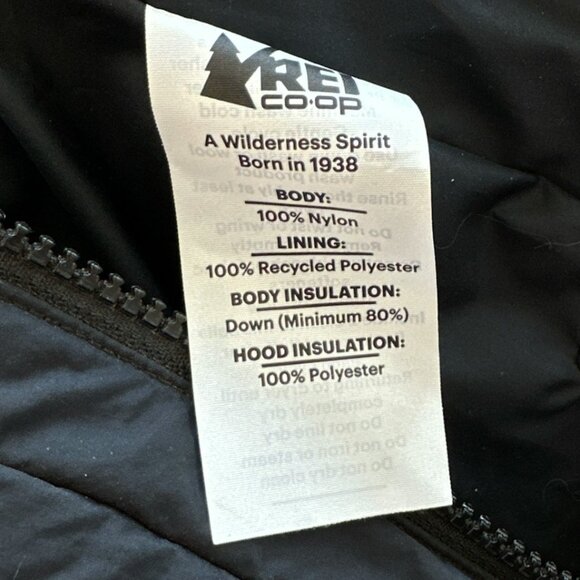 REI
CO·OP
A Wilderness Spirit
Born in 1938
BODY:
100% Nylon
LINING:
100% Recycled Polyester
BODY INSULATION:
Down (Minimum 80%)
HOOD INSULATION:
100% Polyester